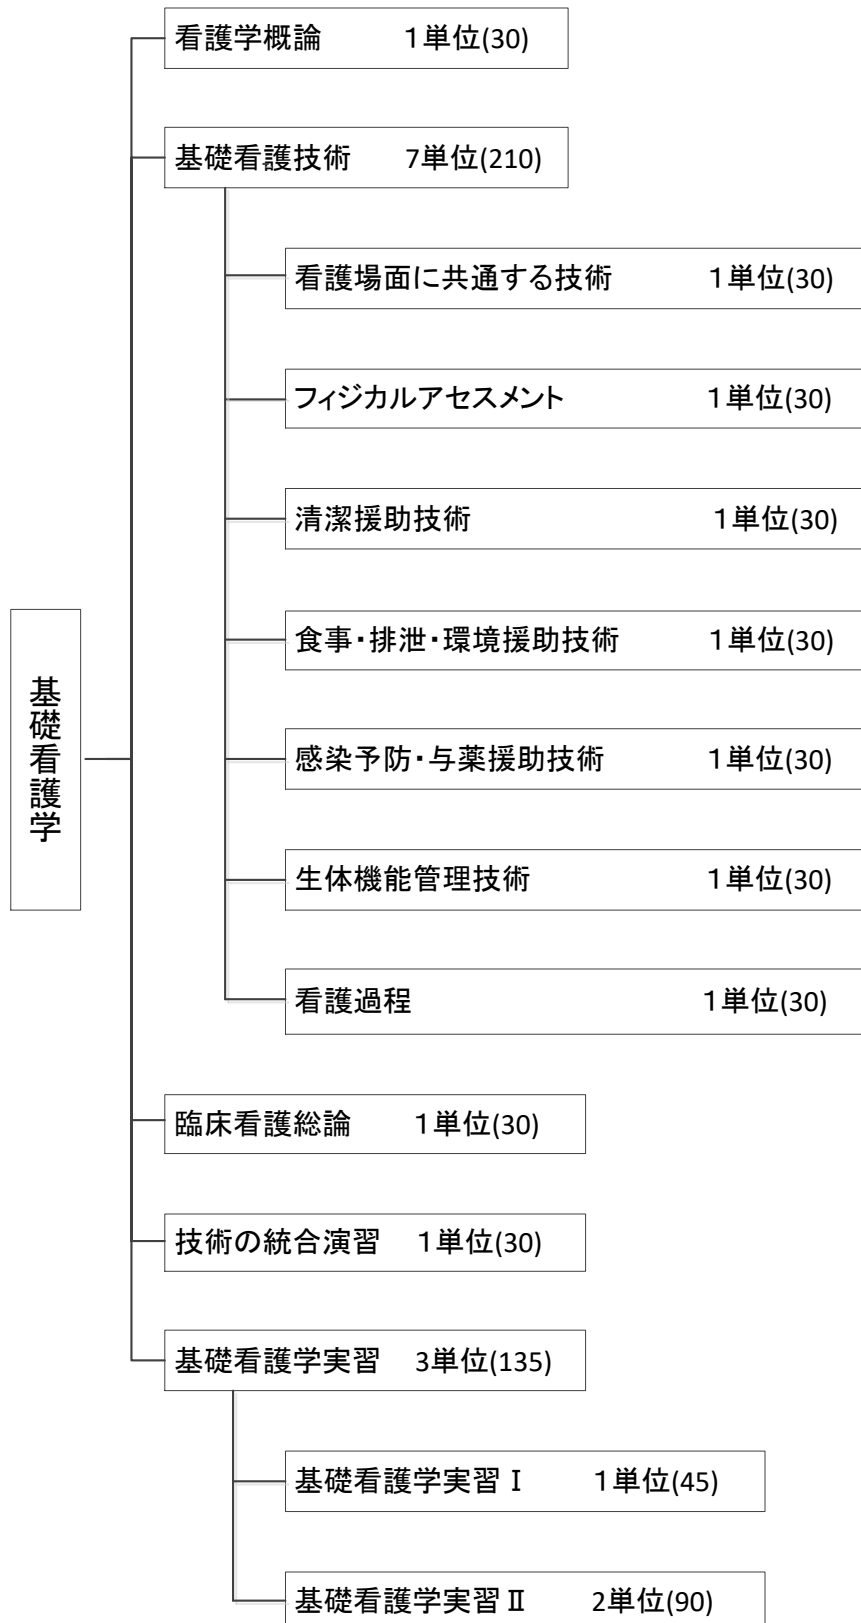 看護学概論 1単位(30)
基礎看護技術 7単位(210)
看護場面に共通する技術 1単位(30)
フィジカルアセスメント 1単位(30)
清潔援助技術 1単位(30)
食事・排泄・環境援助技術 1単位(30)
感染予防・与薬援助技術 1単位(30)
生体機能管理技術 1単位(30)
看護過程 1単位(30)
基礎看護学
臨床看護総論 1単位(30)
技術の統合演習 1単位(30)
基礎看護学実習 3単位(135)
基礎看護学実習Ⅰ 1単位(45)
基礎看護学実習Ⅱ 2単位(90)